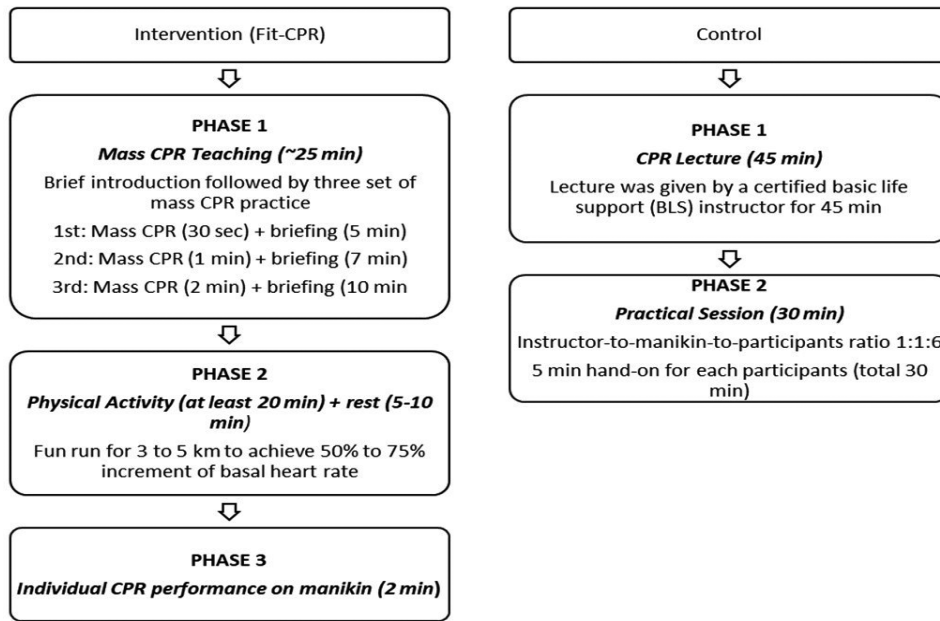 Intervention (Fit-CPR)
PHASE 1
Mass CPR Teaching (~25 min)
Brief introduction followed by three set of
mass CPR practice
1st: Mass CPR (30 sec) + briefing (5 min)
2nd: Mass CPR (1 min) + briefing (7 min)
3rd: Mass CPR (2 min) + briefing (10 min
PHASE 2
Physical Activity (at least 20 min) + rest (5-10
min)
Fun run for 3 to 5 km to achieve 50% to 75%
increment of basal heart rate
PHASE 3
Individual CPR performance on manikin (2 min)
Control
PHASE 1
CPR Lecture (45 min)
Lecture was given by a certified basic life
support (BLS) instructor for 45 min
PHASE 2
Practical Session (30 min)
Instructor-to-manikin-to-participants ratio 1:1:6
5 min hand-on for each participants (total 30
min)